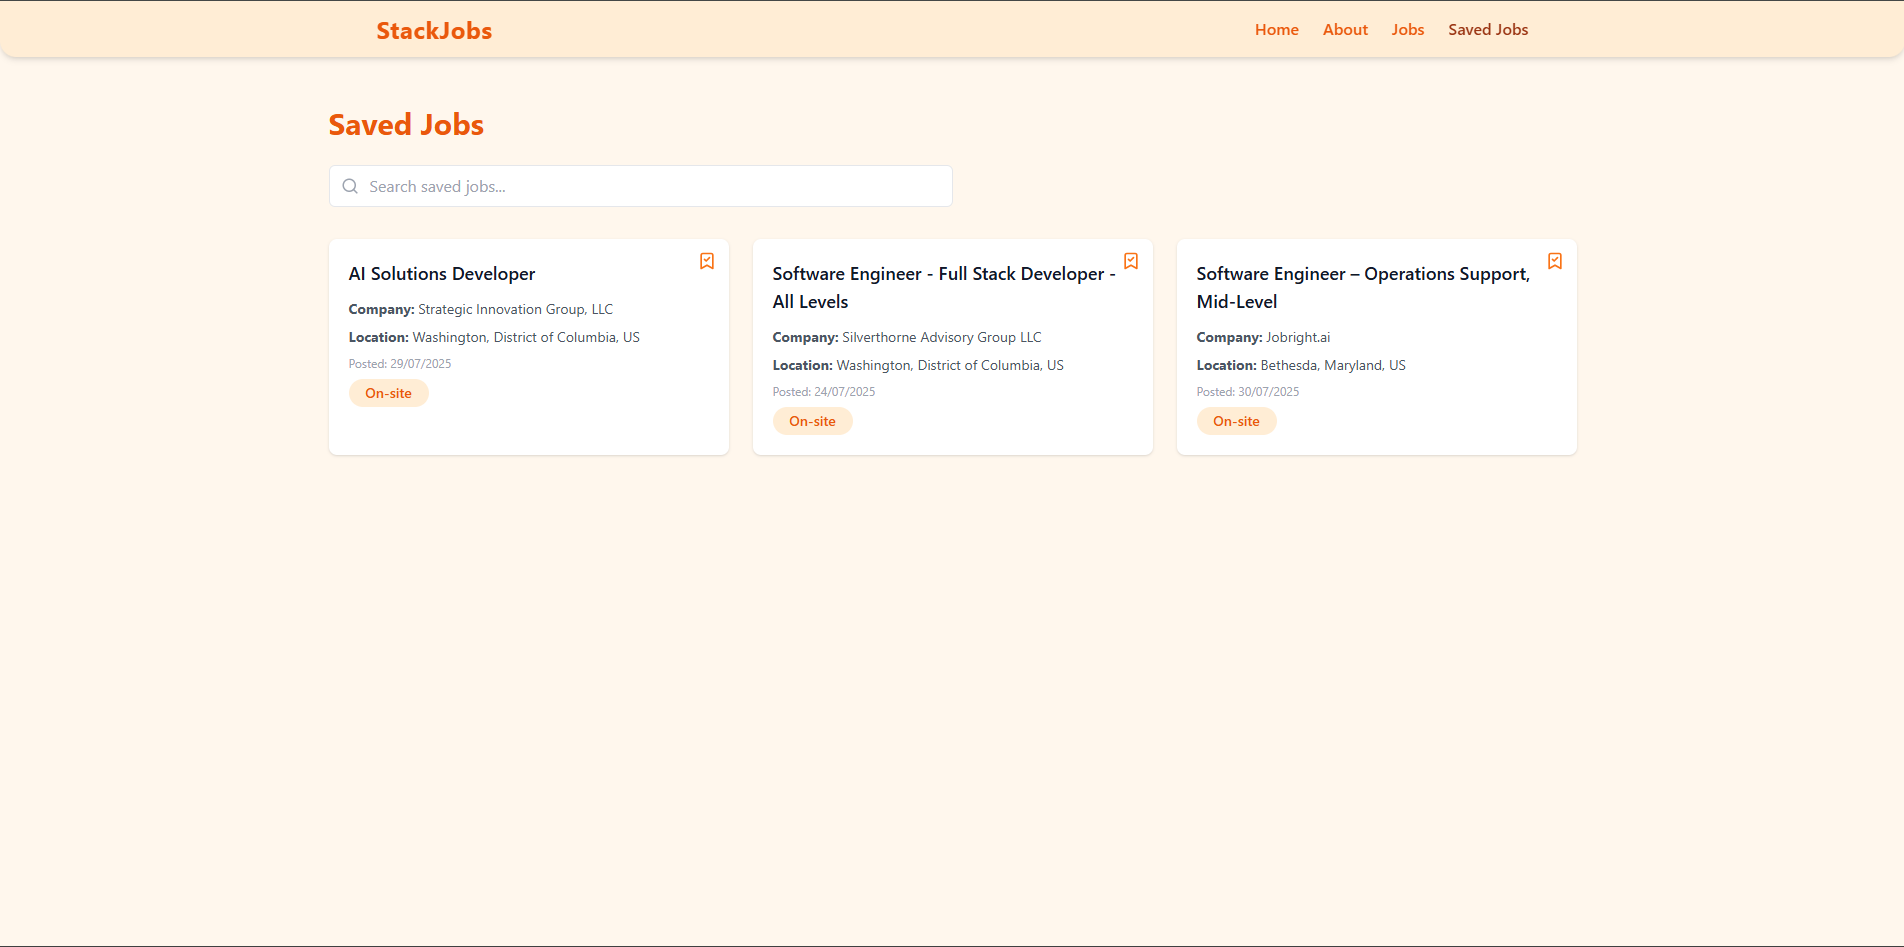 StackJobs
Home About Jobs Saved Jobs
Saved Jobs
Search saved jobs...
AI Solutions Developer
Company: Strategic Innovation Group, LLC
Location: Washington, District of Columbia, US
Posted: 29/07/2025
On-site
Software Engineer - Full Stack Developer -
All Levels
Company: Silverthorne Advisory Group LLC
Location: Washington, District of Columbia, US
Posted: 24/07/2025
On-site
Software Engineer – Operations Support,
Mid-Level
Company: Jobright.ai
Location: Bethesda, Maryland, US
Posted: 30/07/2025
On-site